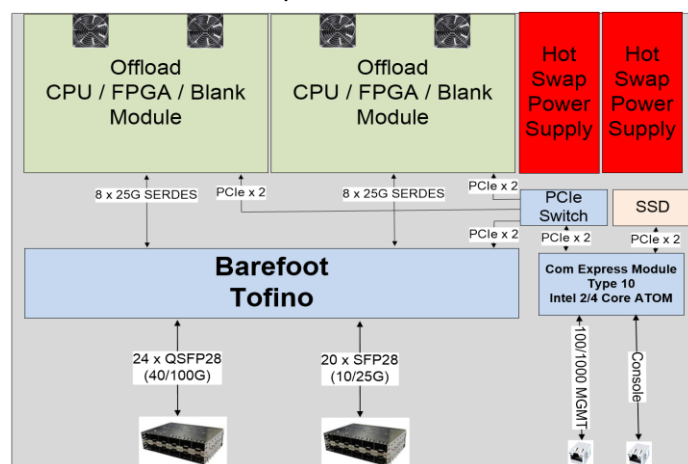 Offload
CPU / FPGA / Blank
Module
Offload
CPU / FPGA / Blank
Module
Hot
Swap
Power
Supply
Hot
Swap
Power
Supply
8 x 25G SERDES
PCIe x 2
8 x 25G SERDES
PCIe x 2
PCIe
Switch
SSD
PCIe x 2
PCIe x 2
PCIe x 2
Barefoot
Tofino
Com Express Module
Type 10
Intel 2/4 Core ATOM
24 x QSFP28
(40/100G)
20 x SFP28
(10/25G)
100/1000 MGMT
Console